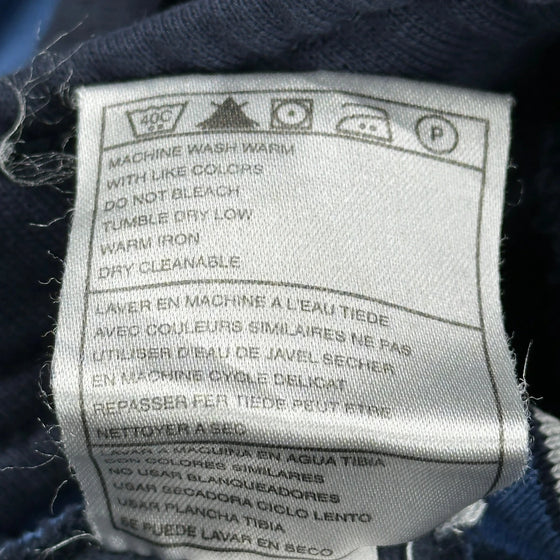 40C
P
MACHINE WASH WARM
WITH LIKE COLORS
DO NOT BLEACH
TUMBLE DRY LOW
WARM IRON
DRY CLEANABLE
LAVER EN MACHINE A L'EAU TIEDE
AVEC COULEURS SIMILAIRES NE PAS
UTILISER D'EAU DE JAVEL SECHER
EN MACHINE CYCLE DELICAT
REPASSER FER TIEDE PEUT ETRE
NETTOYER A SEC
LAVAR A MAQUINA EN AGUA TIBIA
CON COLORES SIMILARES
NO USAR BLANQUEADORES
USAR SECADORA CICLO LENTO
USAR PLANCHA TIBIA
SE PUEDE LAVAR EN SECO